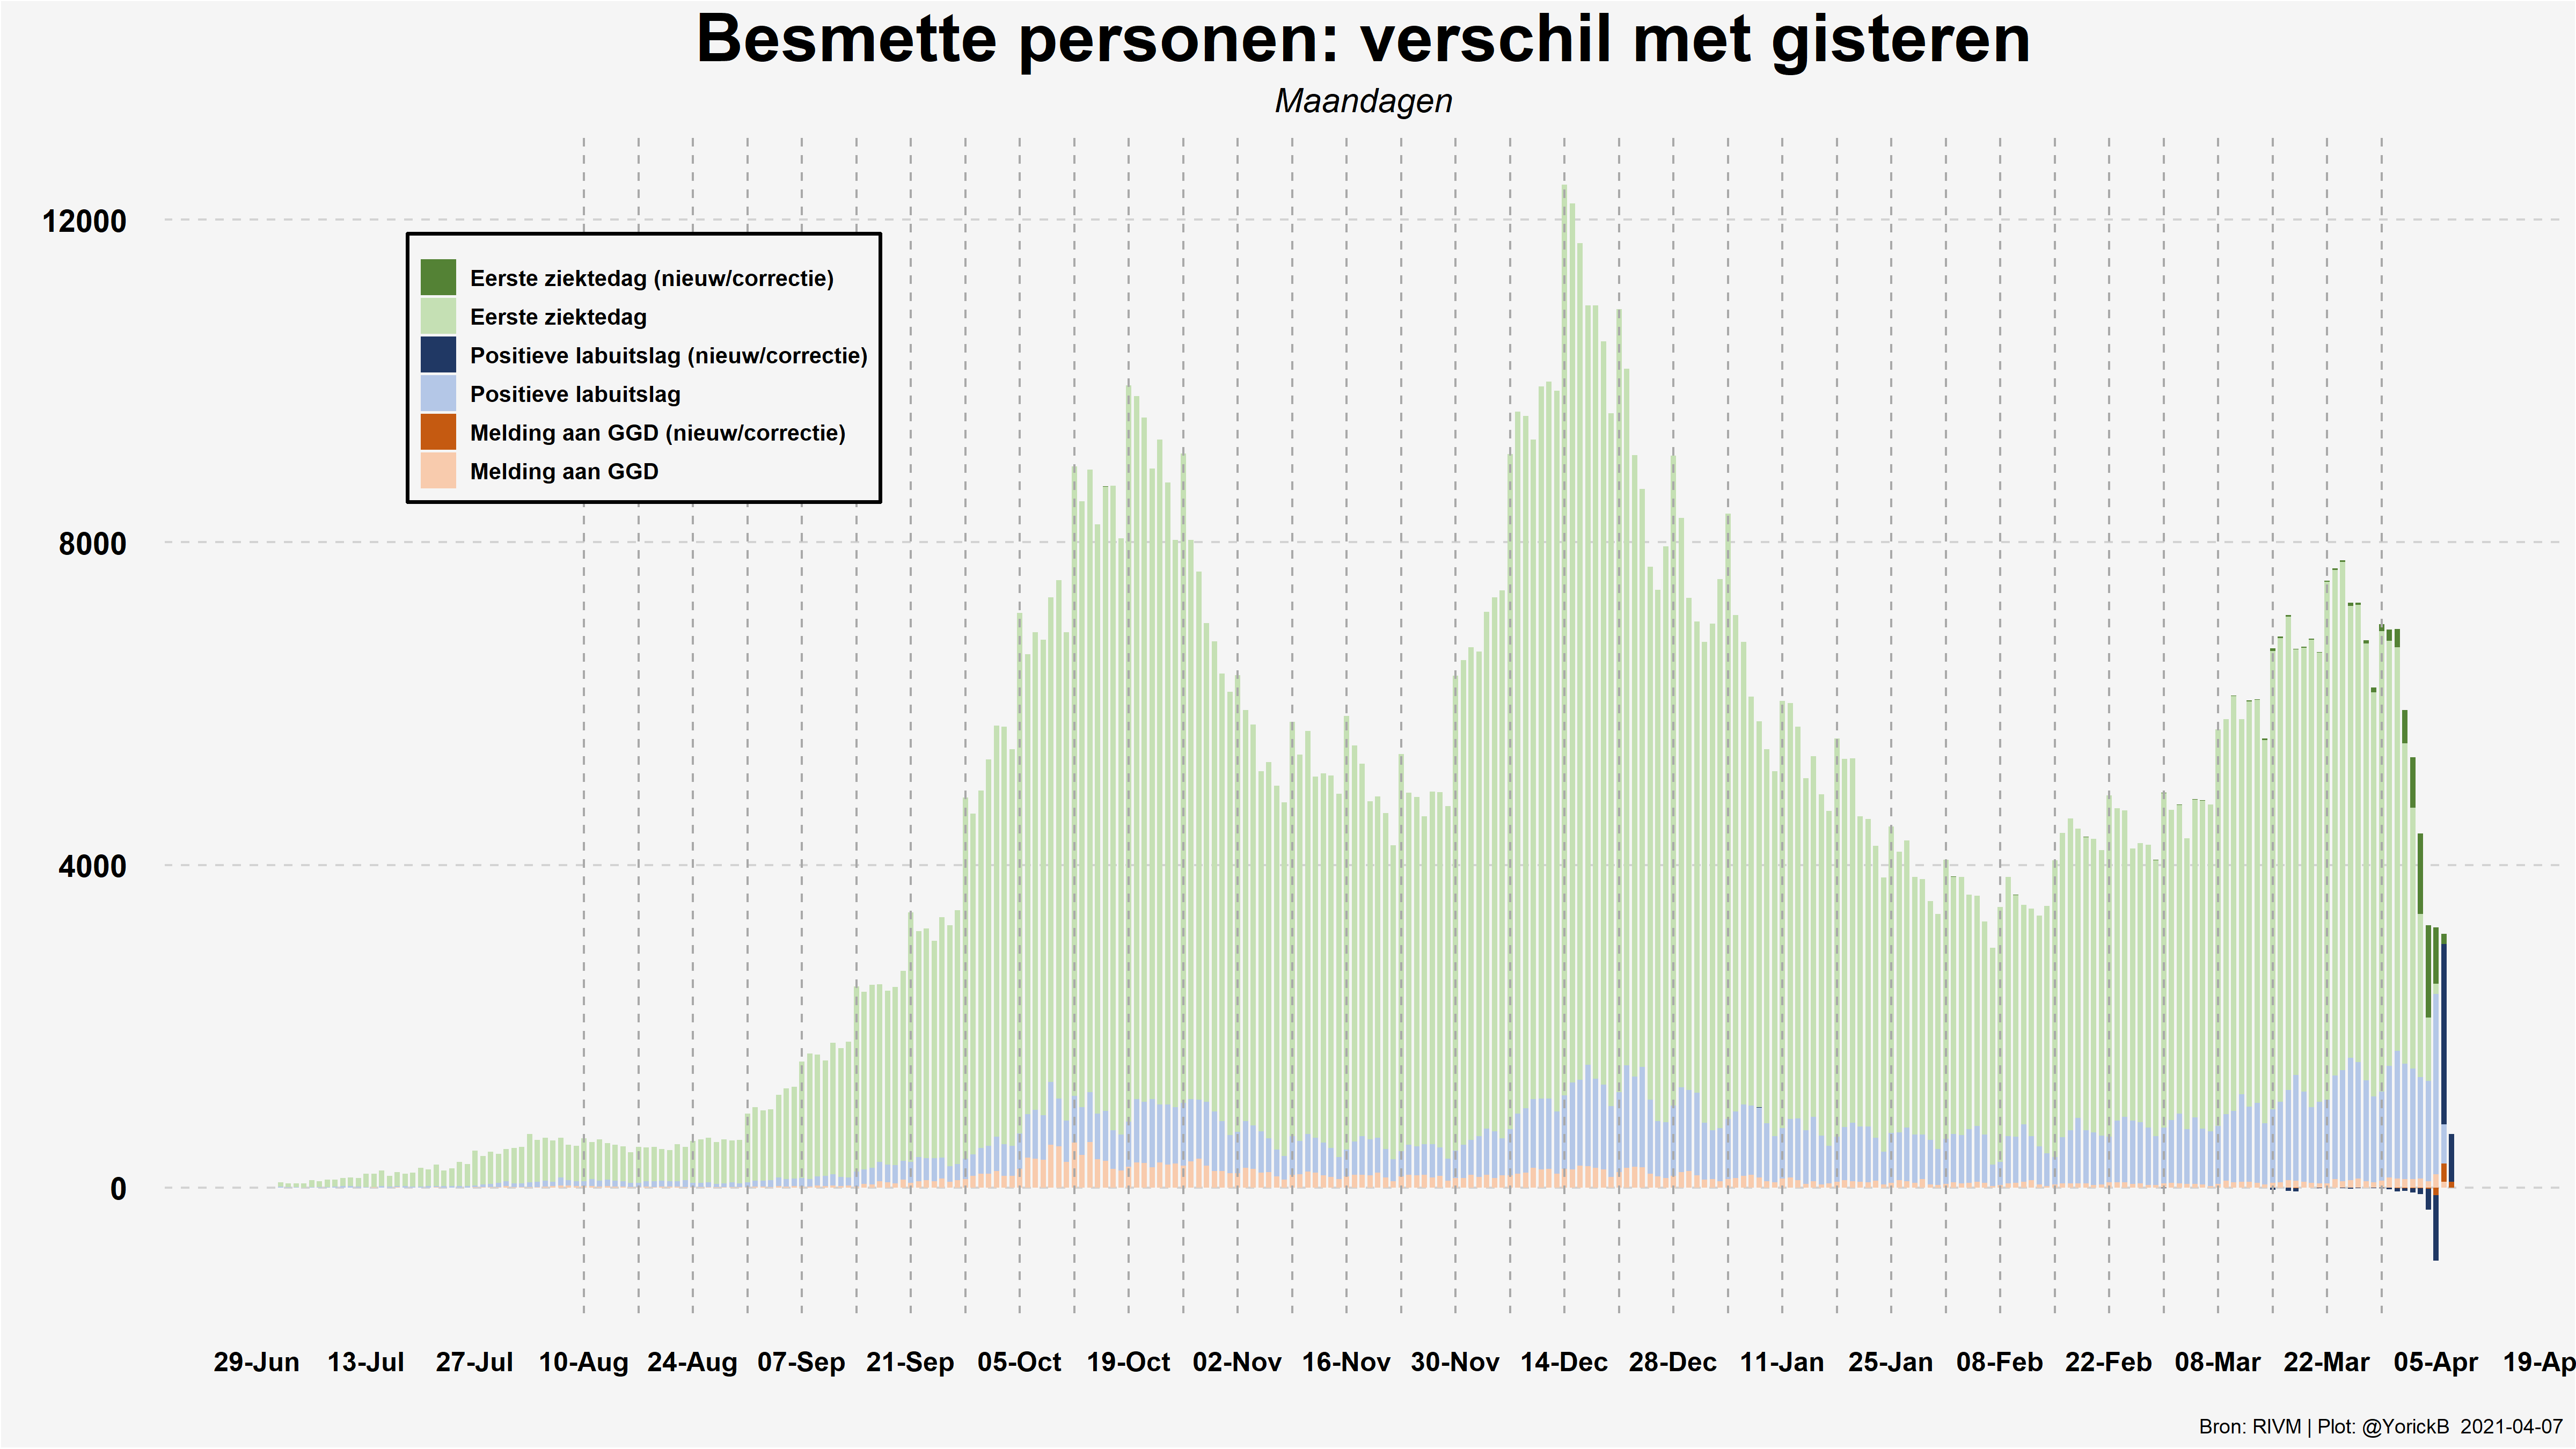 Besmette personen: verschil met gisteren
Maandagen
12000
8000
4000
0
Eerste ziektedag (nieuw/correctie)
Eerste ziektedag
Positieve labuitslag (nieuw/correctie)
Positieve labuitslag
Melding aan GGD (nieuw/correctie)
Melding aan GGD
29-Jun 13-Jul 27-Jul 10-Aug 24-Aug 07-Sep 21-Sep 05-Oct 19-Oct 02-Nov 16-Nov 30-Nov 14-Dec 28-Dec 11-Jan 25-Jan 08-Feb 22-Feb 08-Mar 22-Mar 05-Apr 19-Ap
Bron: RIVM | Plot: @YorickB 2021-04-07